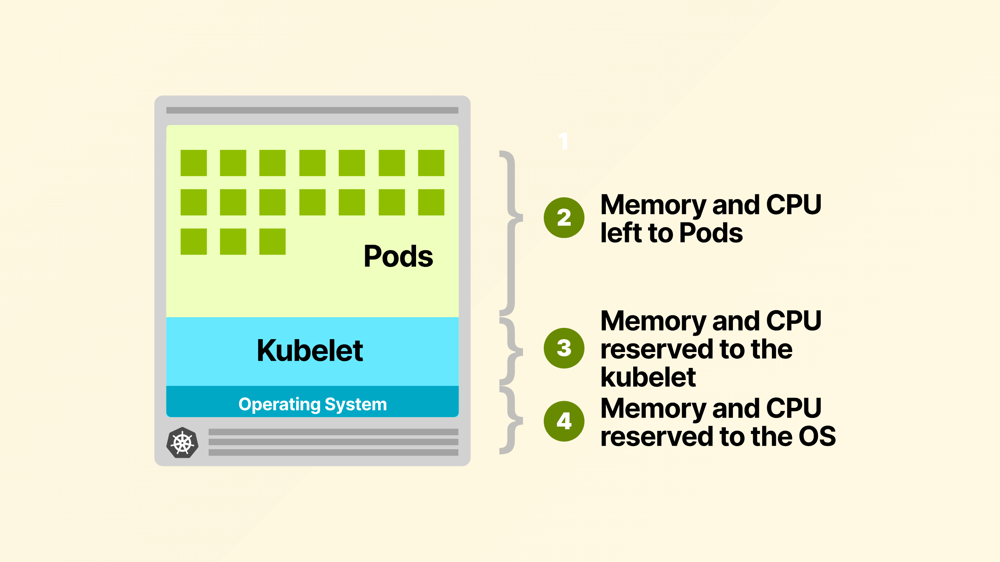 1
Pods
Kubelet
Operating System
2
Memory and CPU
left to Pods
3
Memory and CPU
reserved to the
kubelet
4
Memory and CPU
reserved to the OS